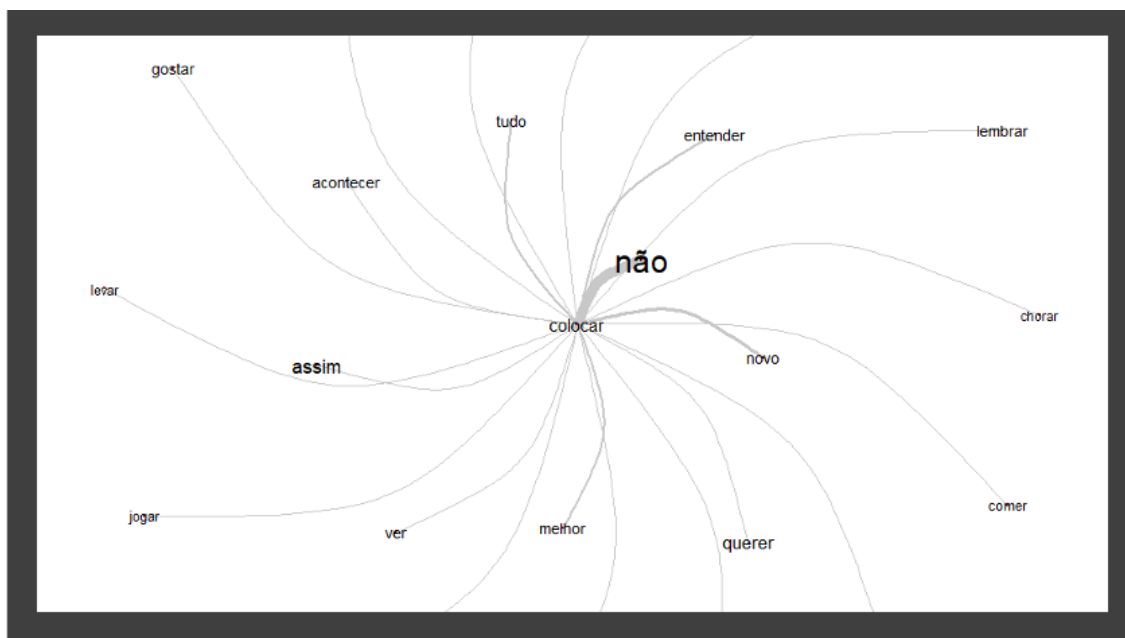 gostar
tudo
entender
lembrar
acontecer
não
levar
colocar
chorar
novo
assim
comer
jogar
ver
melhor
querer